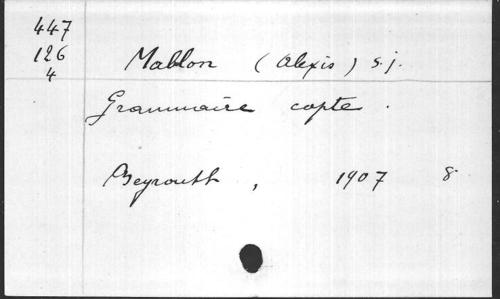 447
126
4
Mallon (Alexis) S.j.
Grammaire copte.
Beyrouth, 1907 8